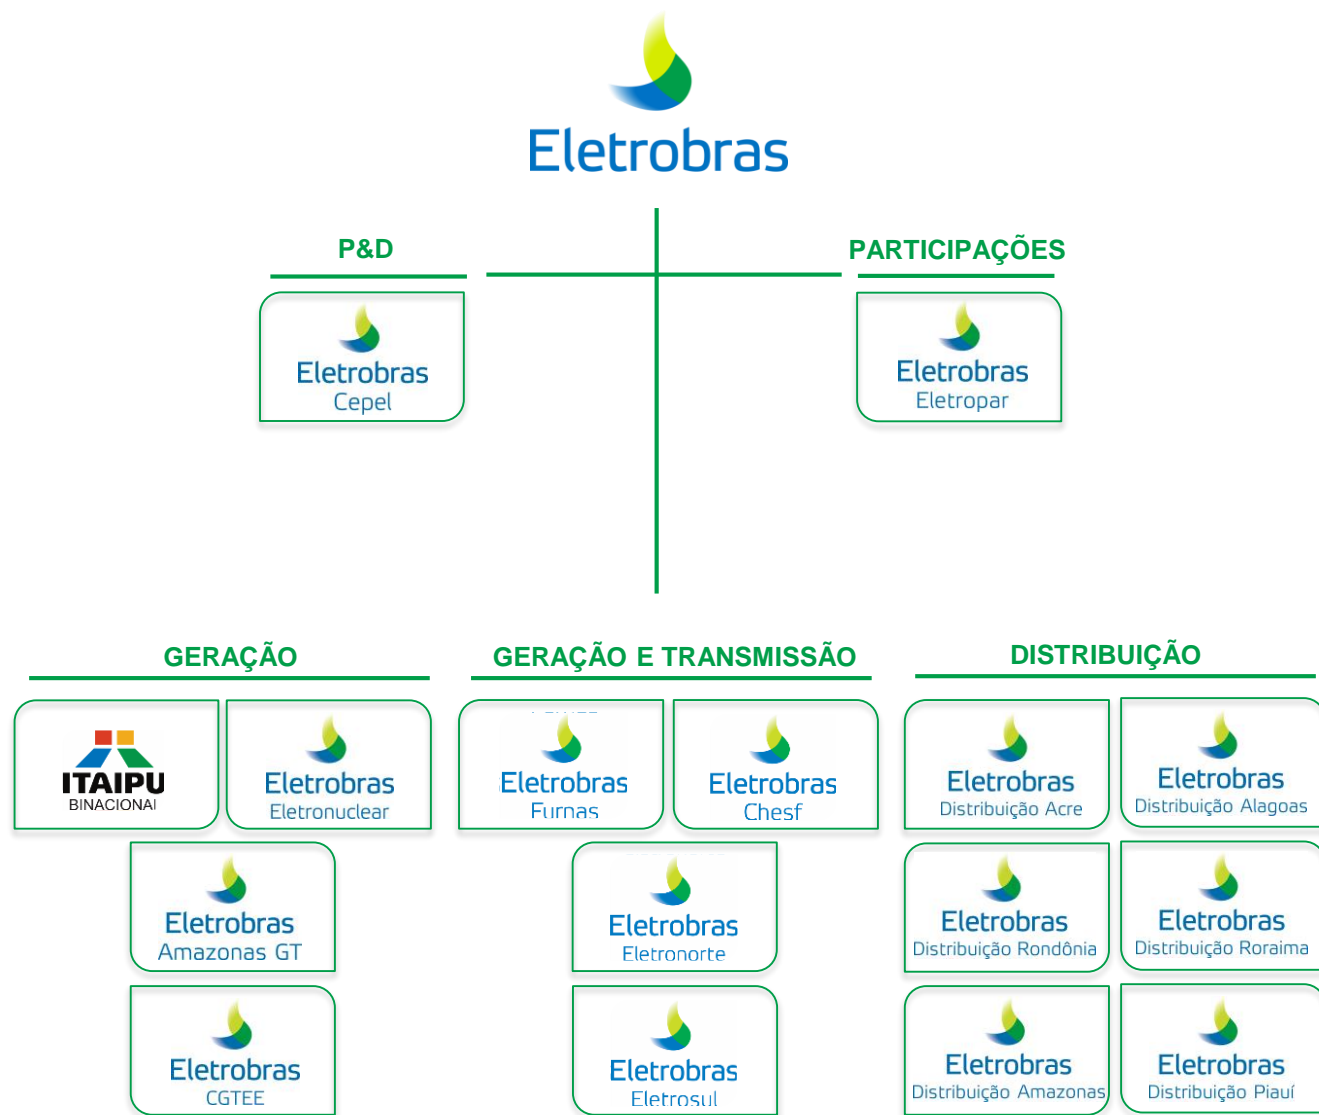 Eletrobras
P&D
PARTICIPAÇÕES
Eletrobras
Cepel
Eletrobras
Eletropar
GERAÇÃO
GERAÇÃO E TRANSMISSÃO
DISTRIBUIÇÃO
ITAIPU
BINACIONAL
Eletrobras
Eletronuclear
Eletrobras
Furnas
Eletrobras
Chesf
Eletrobras
Distribuição Acre
Eletrobras
Distribuição Alagoas
Eletrobras
Amazonas GT
Eletrobras
Eletronorte
Eletrobras
Distribuição Rondônia
Eletrobras
Distribuição Roraima
Eletrobras
CGTEE
Eletrobras
Eletrosul
Eletrobras
Distribuição Amazonas
Eletrobras
Distribuição Piauí